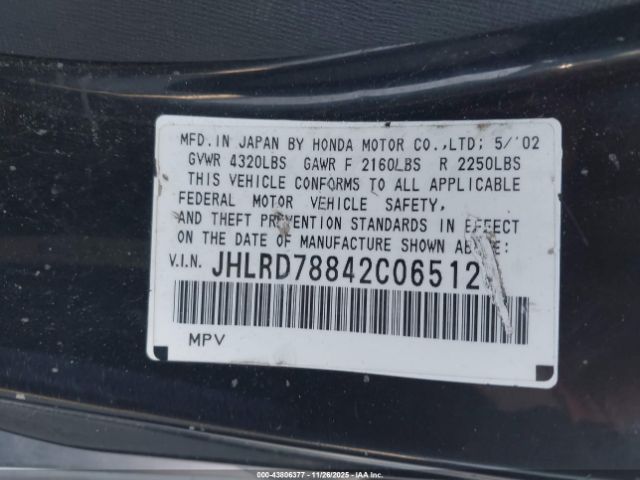 MFD. IN JAPAN BY HONDA MOTOR CO.,LTD; 5/'02
GVWR 4320LBS GAWR F 2160LBS R 2250LBS
THIS VEHICLE CONFORMS TO ALL APPLICABLE
FEDERAL MOTOR VEHICLE SAFETY,
AND THEFT PREVENTION STANDARDS IN EFFECT
ON THE DATE OF MANUFACTURE SHOWN ABOVE:
V.I.N. JHLRD78842C06512
MPV
00-43806377 - 11/26/2025 - IAA Inc.